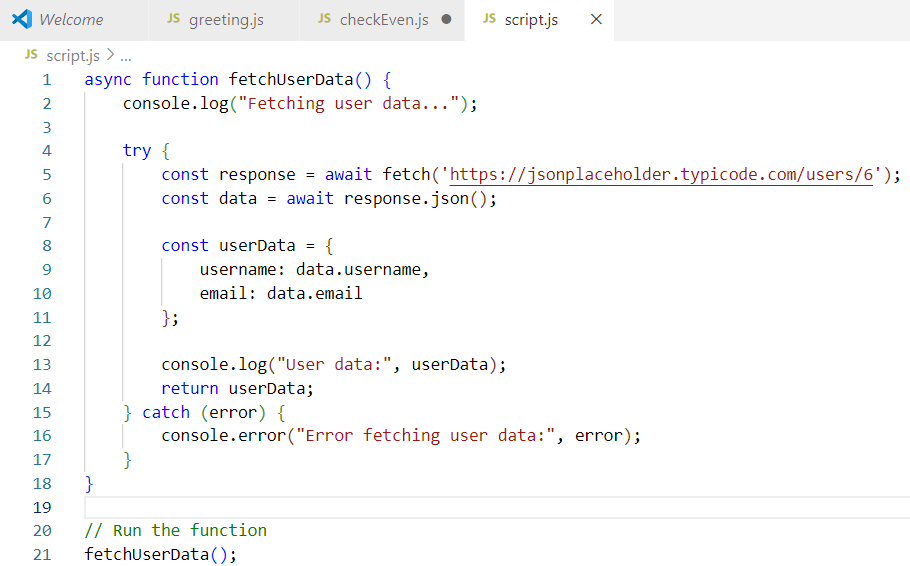 Welcome
JS greeting.js
JS checkEven.js
JS script.js
JS script.js > ...
1 async function fetchUserData() {
2     console.log("Fetching user data...");
3
4     try {
5         const response = await fetch('https://jsonplaceholder.typicode.com/users/6');
6         const data = await response.json();
7
8         const userData = {
9             username: data.username,
10             email: data.email
11         };
12
13         console.log("User data:", userData);
14         return userData;
15     } catch (error) {
16         console.error("Error fetching user data:", error);
17     }
18 }
19
20 // Run the function
21 fetchUserData();